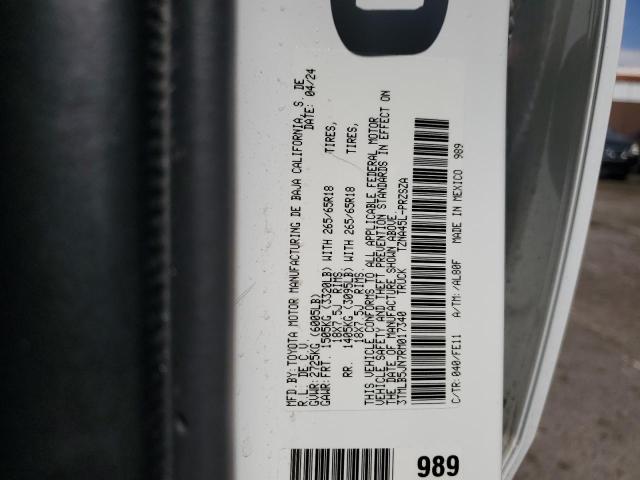 MFD.BY:TOYOTA MOTOR MANUFACTURING DE BAJA CALIFORNIA, S. DE
R.L. DE C.V. DATE: 04/24
GVWR: 2725KG (6005LB)
GAWR: FRT. 1505KG (3320LB) WITH 265/65R18 TIRES,
18X7.5J RIMS.
RR. 1405KG (3095LB) WITH 265/65R18 TIRES,
18X7.5J RIMS.
THIS VEHICLE CONFORMS TO ALL APPLICABLE FEDERAL MOTOR
VEHICLE SAFETY AND THEFT PREVENTION STANDARDS IN EFFECT ON
THE DATE OF MANUFACTURE SHOWN ABOVE.
3TMLB5JN7RM017340 TRUCK TZNA45L-PRZSZA
C/TR: 040/FE11 A/TM: /AL80F MADE IN MEXICO 989
989